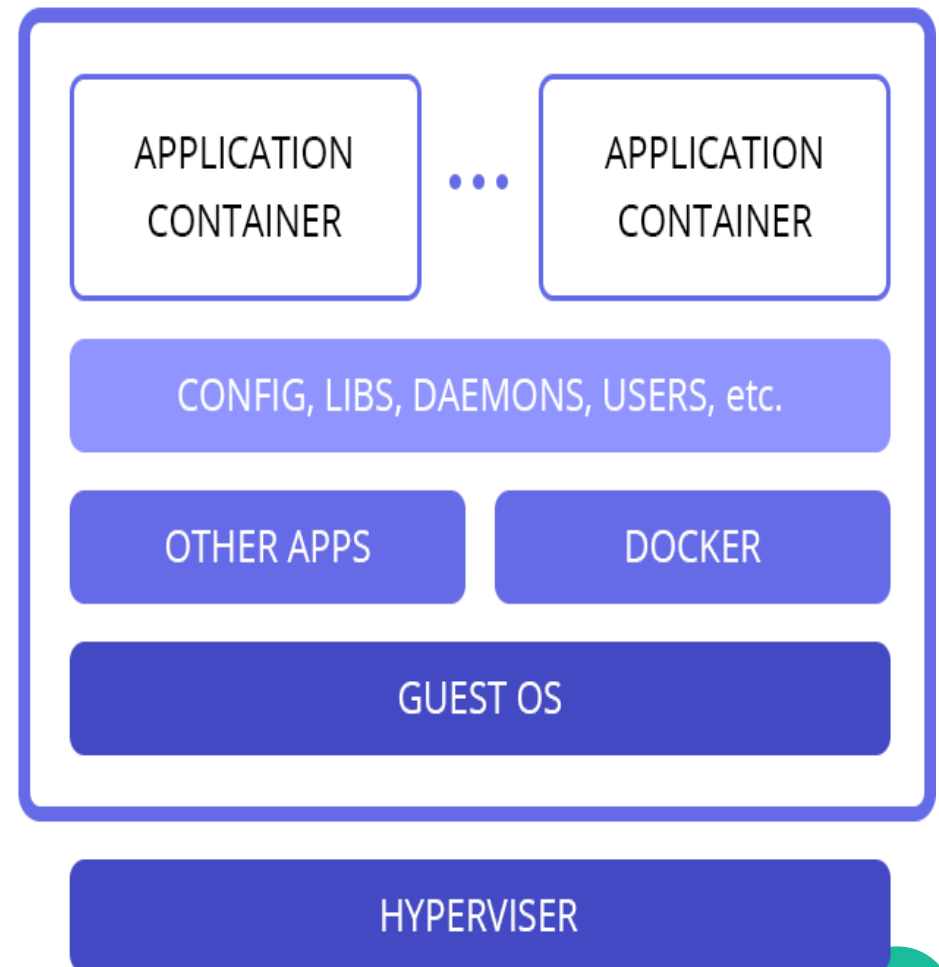 APPLICATION
CONTAINER
APPLICATION
CONTAINER
CONFIG, LIBS, DAEMONS, USERS, etc.
OTHER APPS
DOCKER
GUEST OS
HYPERVISER